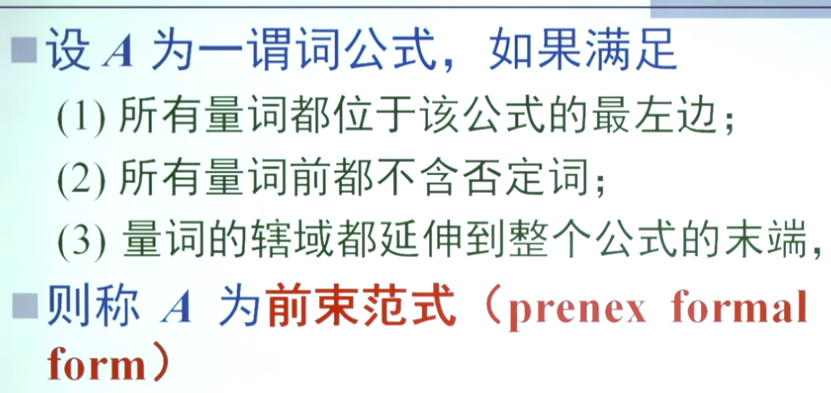 设 A 为一谓词公式，如果满足
(1) 所有量词都位于该公式的最左边；
(2) 所有量词前都不含否定词；
(3) 量词的辖域都延伸到整个公式的末端，
则称 A 为前束范式（prenex formal
form）